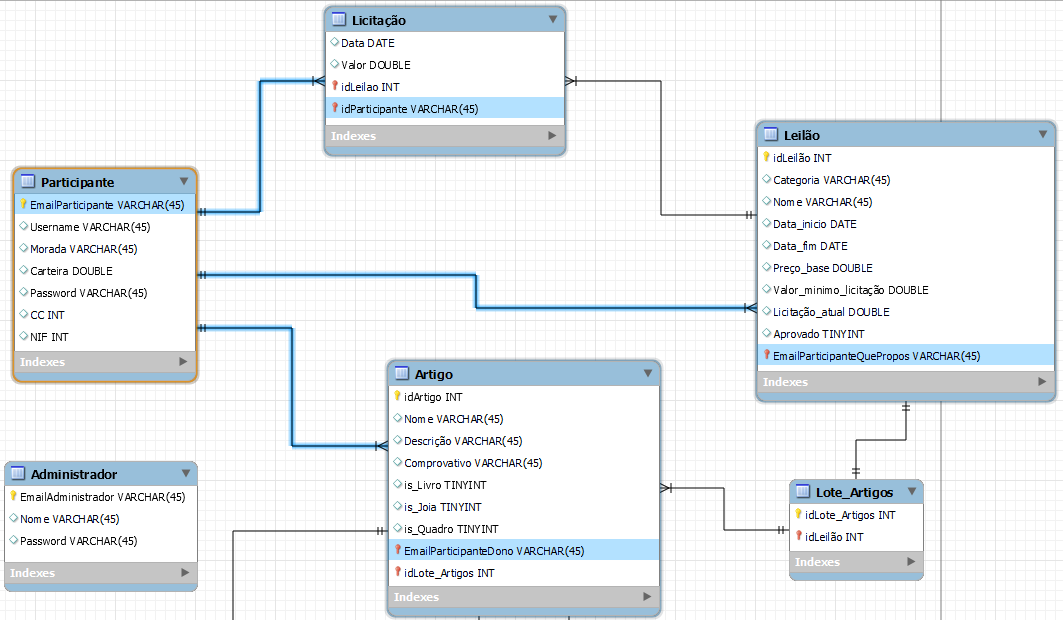 Licitação
Data DATE
Valor DOUBLE
idLeilao INT
idParticipante VARCHAR(45)
Indexes
Leilão
idLeilão INT
Categoria VARCHAR(45)
Nome VARCHAR(45)
Data_inicio DATE
Data_fim DATE
Preço_base DOUBLE
Valor_minimo_licitação DOUBLE
Licitação_atual DOUBLE
Aprovado TINYINT
EmailParticipanteQuePropos VARCHAR(45)
Indexes
Participante
EmailParticipante VARCHAR(45)
Username VARCHAR(45)
Morada VARCHAR(45)
Carteira DOUBLE
Password VARCHAR(45)
CC INT
NIF INT
Indexes
Artigo
idArtigo INT
Nome VARCHAR(45)
Descrição VARCHAR(45)
Comprovativo VARCHAR(45)
is_Livro TINYINT
is_Joia TINYINT
is_Quadro TINYINT
EmailParticipanteDono VARCHAR(45)
idLote_Artigos INT
Indexes
Administrador
EmailAdministrador VARCHAR(45)
Nome VARCHAR(45)
Password VARCHAR(45)
Indexes
Lote_Artigos
idLote_Artigos INT
idLeilão INT
Indexes